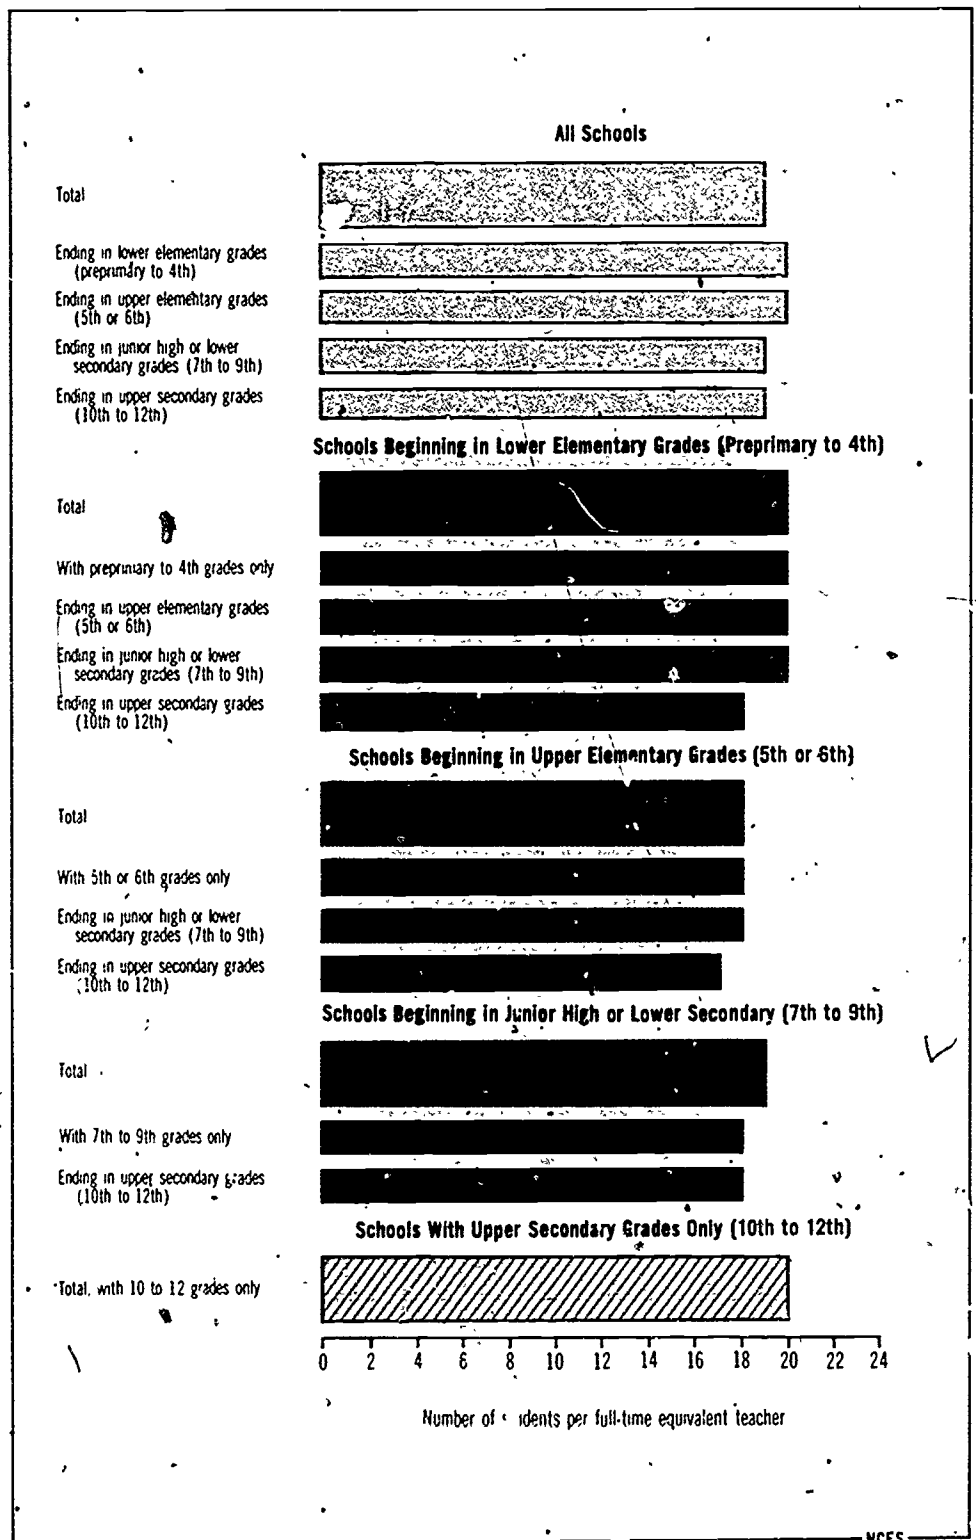 All Schools
Total
Ending in lower elementary grades
(preprimary to 4th)
Ending in upper elementary grades
(5th or 6th)
Ending in junior high or lower
secondary grades (7th to 9th)
Ending in upper secondary grades
(10th to 12th)
Schools Beginning in Lower Elementary Grades (Preprimary to 4th)
Total
With preprimary to 4th grades only
Ending in upper elementary grades
(5th or 6th)
Ending in junior high or lower
secondary grades (7th to 9th)
Ending in upper secondary grades
(10th to 12th)
Schools Beginning in Upper Elementary Grades (5th or 6th)
Total
With 5th or 6th grades only
Ending in junior high or lower
secondary grades (7th to 9th)
Ending in upper secondary grades
(10th to 12th)
Schools Beginning in Junior High or Lower Secondary (7th to 9th)
Total
With 7th to 9th grades only
Ending in upper secondary grades
(10th to 12th)
Schools With Upper Secondary Grades Only (10th to 12th)
Total, with 10 to 12 grades only
0 2 4 6 8 10 12 14 16 18 20 22 24
Number of per full-time equivalent teacher
NCES